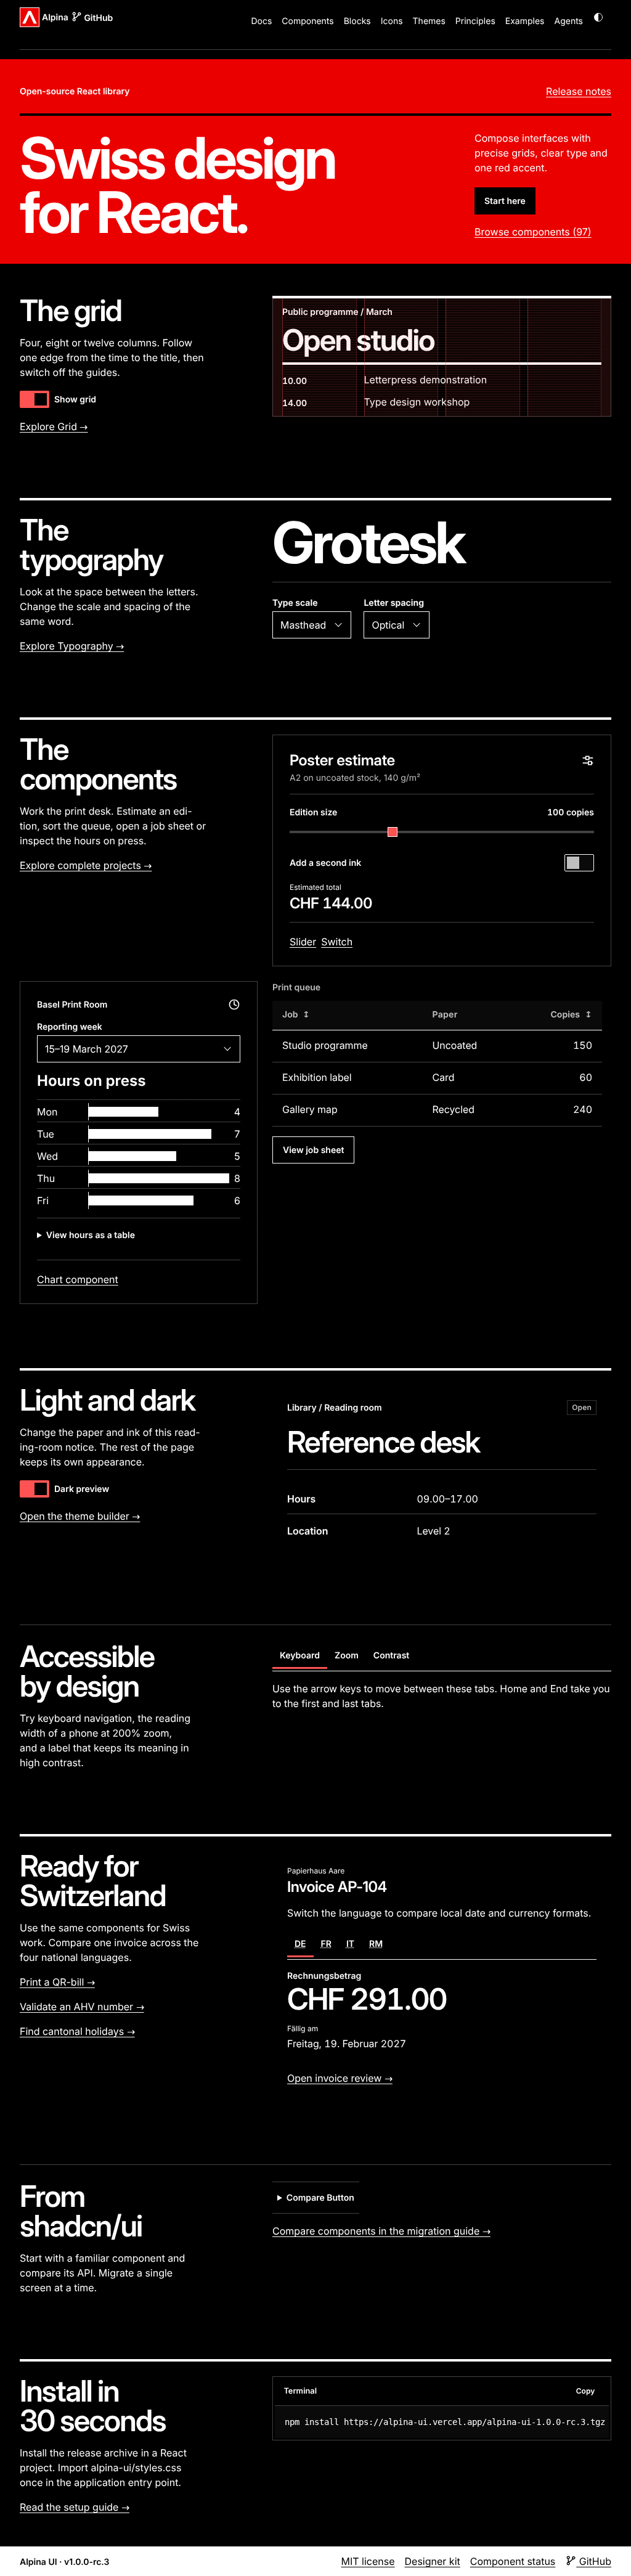 Alpina GitHub Docs Components Blocks Icons Themes Principles Examples Agents
Open-source React library
Release notes
Swiss design
for React.
Compose interfaces with
precise grids, clear type and
one red accent.
Start here
Browse components (97)
The grid
Four, eight or twelve columns. Follow
one edge from the time to the title, then
switch off the guides.
Show grid
Explore Grid →
Public programme / March
Open studio
10.00 Letterpress demonstration
14.00 Type design workshop
The
typography
Look at the space between the letters.
Change the scale and spacing of the
same word.
Explore Typography →
Grotesk
Type scale Letter spacing
Masthead Optical
The
components
Work the print desk. Estimate an edi-
tion, sort the queue, open a job sheet or
inspect the hours on press.
Explore complete projects →
Poster estimate
A2 on uncoated stock, 140 g/m²
Edition size 100 copies
Add a second ink
Estimated total
CHF 144.00
Slider Switch
Basel Print Room
Reporting week
15–19 March 2027
Hours on press
Mon 4
Tue 7
Wed 5
Thu 8
Fri 6
View hours as a table
Chart component
Print queue
Job ↕ Paper Copies ↕
Studio programme Uncoated 150
Exhibition label Card 60
Gallery map Recycled 240
View job sheet
Light and dark
Change the paper and ink of this read-
ing-room notice. The rest of the page
keeps its own appearance.
Dark preview
Open the theme builder →
Library / Reading room Open
Reference desk
Hours 09.00–17.00
Location Level 2
Accessible
by design
Try keyboard navigation, the reading
width of a phone at 200% zoom,
and a label that keeps its meaning in
high contrast.
Keyboard Zoom Contrast
Use the arrow keys to move between these tabs. Home and End take you
to the first and last tabs.
Ready for
Switzerland
Use the same components for Swiss
work. Compare one invoice across the
four national languages.
Print a QR-bill →
Validate an AHV number →
Find cantonal holidays →
Papierhaus Aare
Invoice AP-104
Switch the language to compare local date and currency formats.
DE FR IT RM
Rechnungsbetrag
CHF 291.00
Fällig am
Freitag, 19. Februar 2027
Open invoice review →
From
shadcn/ui
Start with a familiar component and
compare its API. Migrate a single
screen at a time.
Compare Button
Compare components in the migration guide →
Install in
30 seconds
Install the release archive in a React
project. Import alpina-ui/styles.css
once in the application entry point.
Read the setup guide →
Terminal Copy
npm install https://alpina-ui.vercel.app/alpina-ui-1.0.0-rc.3.tgz
Alpina UI · v1.0.0-rc.3 MIT license Designer kit Component status GitHub